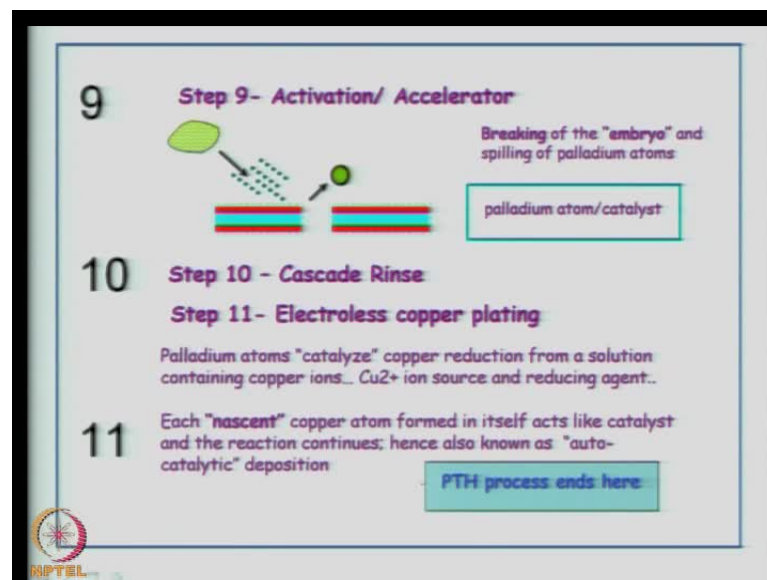 9
Step 9- Activation/ Accelerator
Breaking of the "embryo" and
spilling of palladium atoms
palladium atom/catalyst
10
Step 10 - Cascade Rinse
Step 11- Electroless copper plating
Palladium atoms "catalyze" copper reduction from a solution
containing copper ions... Cu2+ ion source and reducing agent..
11
Each "nascent" copper atom formed in itself acts like catalyst
and the reaction continues; hence also known as "auto-
catalytic" deposition
PTH process ends here
NPTEL